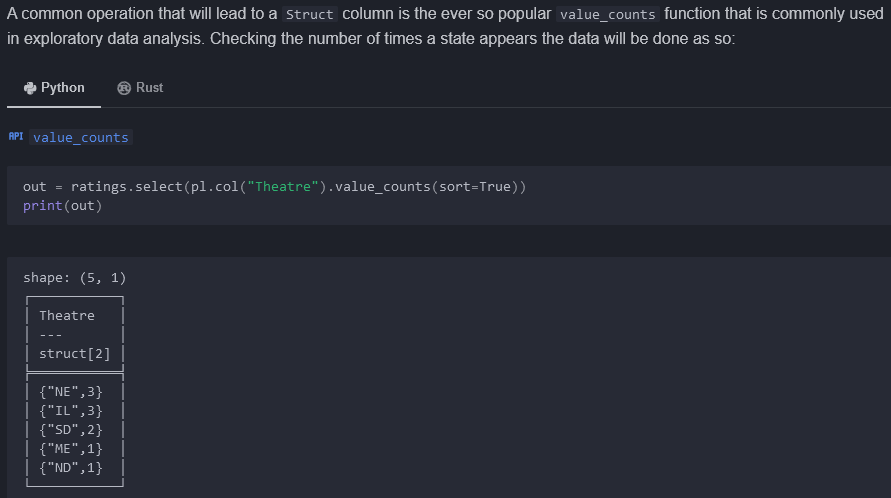 A common operation that will lead to a Struct column is the ever so popular value_counts function that is commonly used
in exploratory data analysis. Checking the number of times a state appears the data will be done as so:
Python Rust
API value_counts
out = ratings.select(pl.col("Theatre").value_counts(sort=True))
print(out)
shape: (5, 1)
Theatre
---
struct[2]
{"NE",3}
{"IL",3}
{"SD",2}
{"ME",1}
{"ND",1}